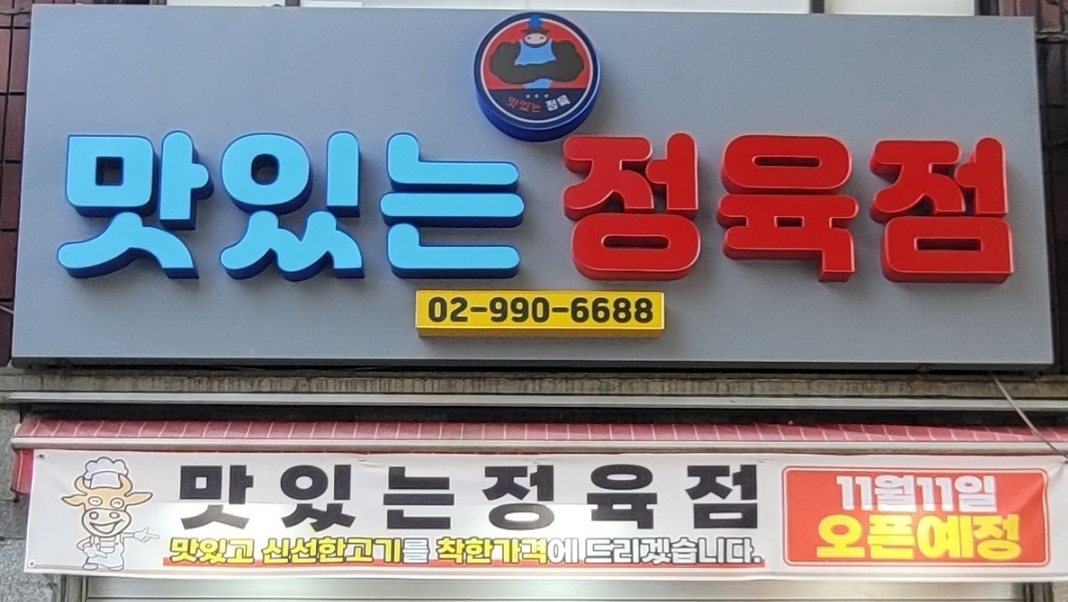 맛있는 정육
맛있는 정육점
02-990-6688
맛있는정육점
맛있고 신선한고기를 착한가격에 드리겠습니다.
11월11일
오픈예정